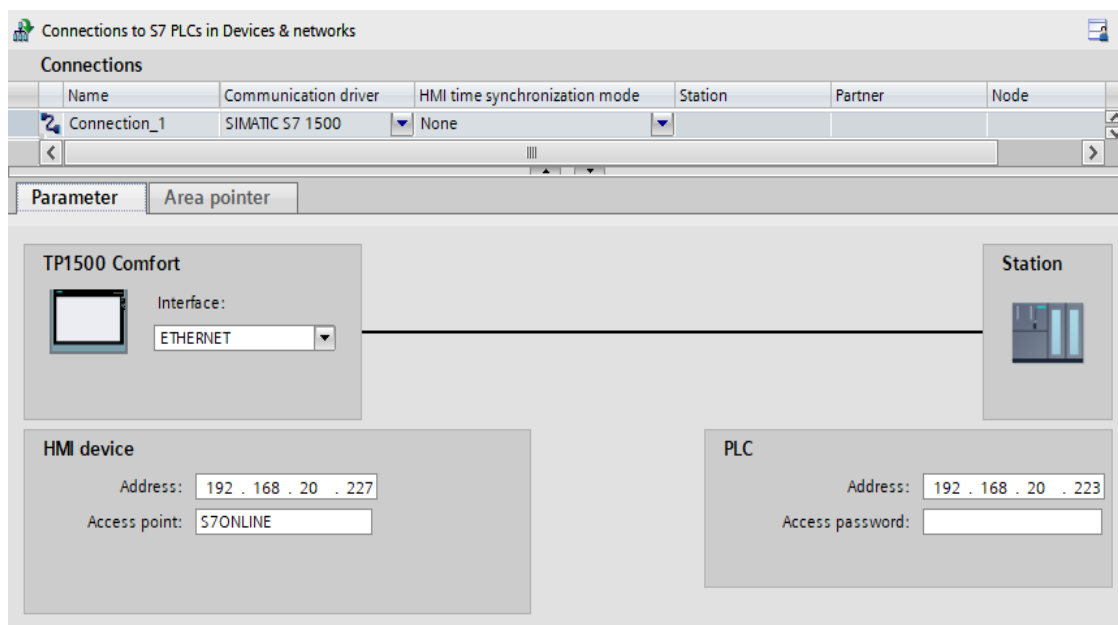 Connections to S7 PLCs in Devices & networks
Connections
Name Communication driver HMI time synchronization mode Station Partner Node
Connection_1 SIMATIC S7 1500 None
Parameter Area pointer
TP1500 Comfort Station
Interface:
ETHERNET
HMI device PLC
Address: 192 . 168 . 20 . 227 Address: 192 . 168 . 20 . 223
Access point: S7ONLINE Access password: